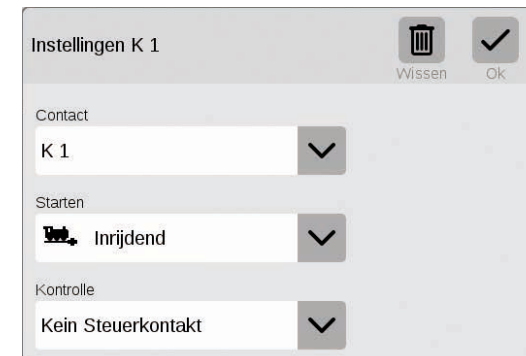 Instellingen K 1
Wissen
Ok
Contact
K 1
Starten
Inrijdend
Kontrolle
Kein Steuerkontakt